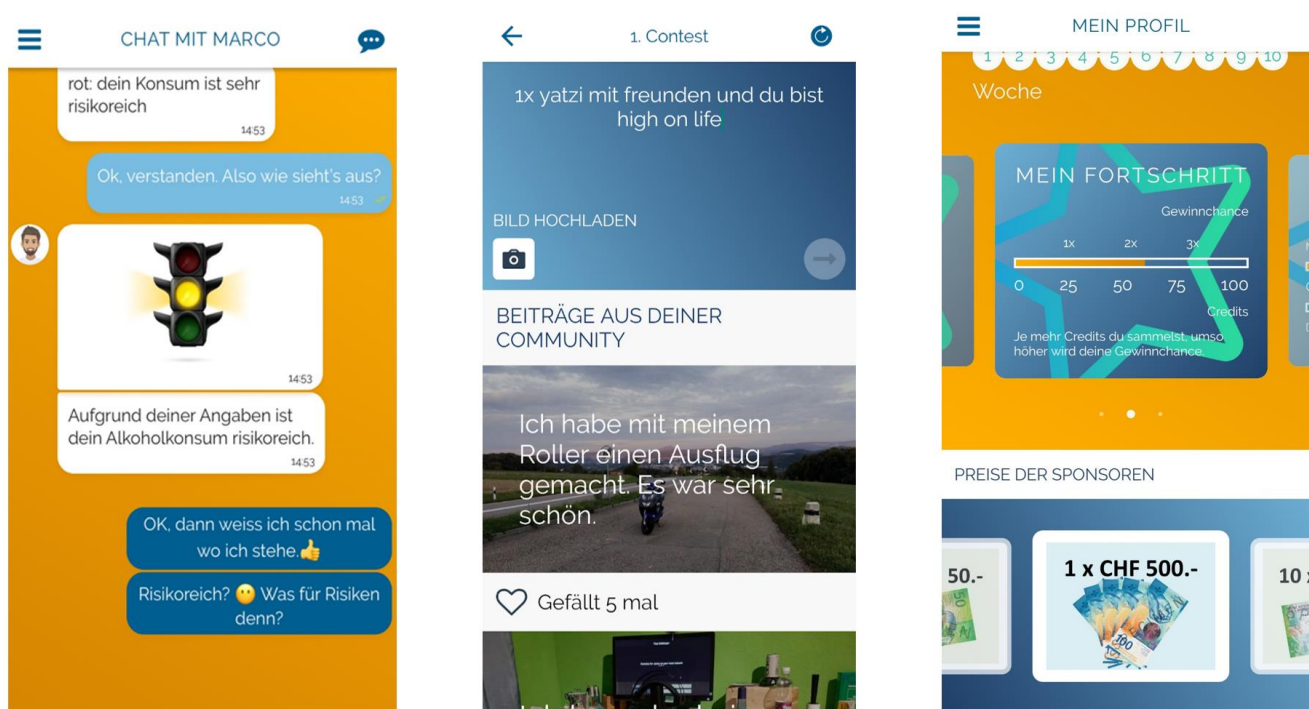 CHAT MIT MARCO
rot: dein Konsum ist sehr
risikoreich
14:53
Ok, verstanden. Also wie sieht's aus?
14:53
14:53
Aufgrund deiner Angaben ist
dein Alkoholkonsum risikoreich.
14:53
OK, dann weiss ich schon mal
wo ich stehe.👍
Risikoreich? 😬 Was für Risiken
denn?
1. Contest
1x yatzi mit freunden und du bist
high on life
BILD HOCHLADEN
BEITRÄGE AUS DEINER
COMMUNITY
Ich habe mit meinem
Roller einen Ausflug
gemacht. Es war sehr
schön.
Gefällt 5 mal
MEIN PROFIL
1 2 3 4 5 6 7 8 9 10
Woche
MEIN FORTSCHRITT
Gewinnchance
1x 2x 3x
0 25 50 75 100
Credits
Je mehr Credits du sammelst, umso
höher wird deine Gewinnchance.
PREISE DER SPONSOREN
50.-
1 x CHF 500.-
10